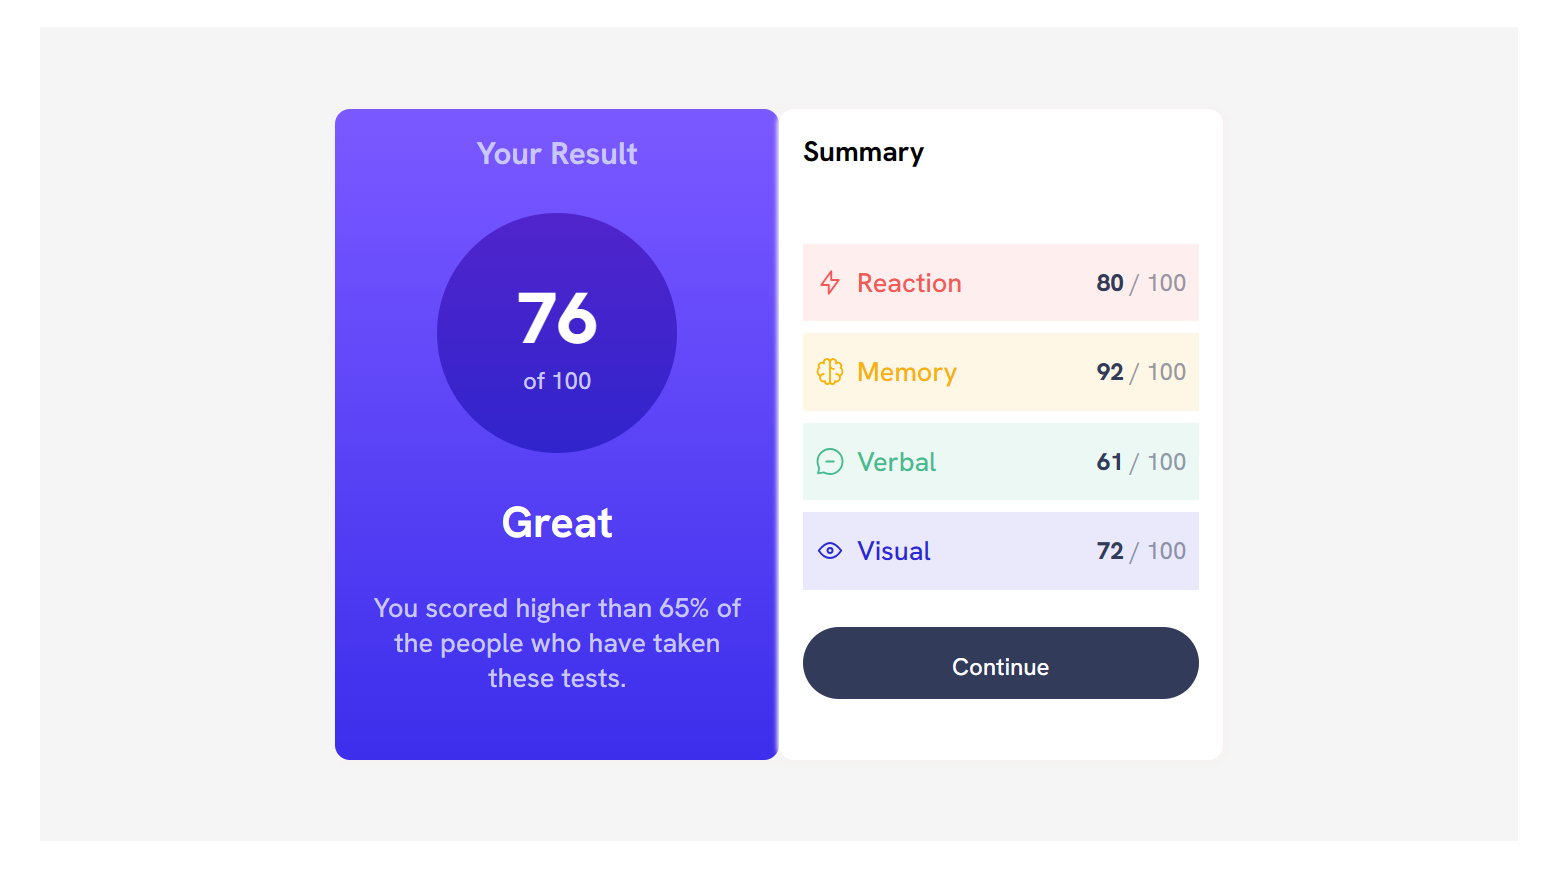 Your Result
76
of 100
Great
You scored higher than 65% of
the people who have taken
these tests.
Summary
Reaction 80 / 100
Memory 92 / 100
Verbal 61 / 100
Visual 72 / 100
Continue